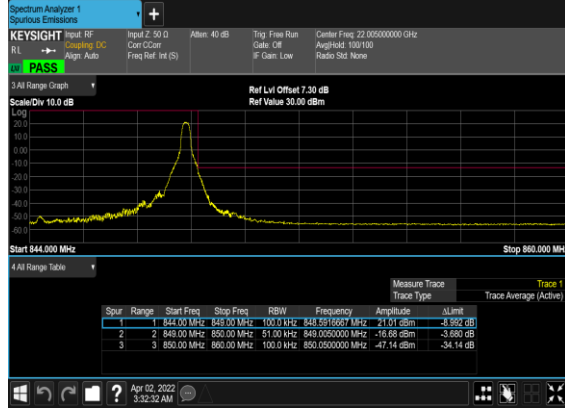 Spectrum Analyzer 1
Spurious Emissions
KEYSIGHT Input: RF Input Z: 50 Ω Atten: 40 dB Trig: Free Run Center Freq: 22.005000000 GHz
RL Coupling: DC Corr CCorr Gate: Off Avg|Hold: 100/100
Align: Auto Freq Ref: Int (S) IF Gain: Low Radio Std: None
PASS
3 All Range Graph
Ref Lvl Offset 7.30 dB
Scale/Div 10.0 dB Ref Value 30.00 dBm
Log
20.0
10.0
0.00
-10.0
-20.0
-30.0
-40.0
-50.0
-60.0
Start 844.000 MHz Stop 860.000 MH
4 All Range Table
Measure Trace Trace 1
Trace Type Trace Average (Active)
Spur Range Start Freq Stop Freq RBW Frequency Amplitude ΔLimit
1 1 844.00 MHz 849.00 MHz 100.0 kHz 848.5916667 MHz 21.01 dBm -8.992 dB
2 2 849.00 MHz 850.00 MHz 51.00 kHz 849.0050000 MHz -16.68 dBm -3.680 dB
3 3 850.00 MHz 860.00 MHz 100.0 kHz 850.0500000 MHz -47.14 dBm -34.14 dB
? Apr 02, 2022
3:32:32 AM